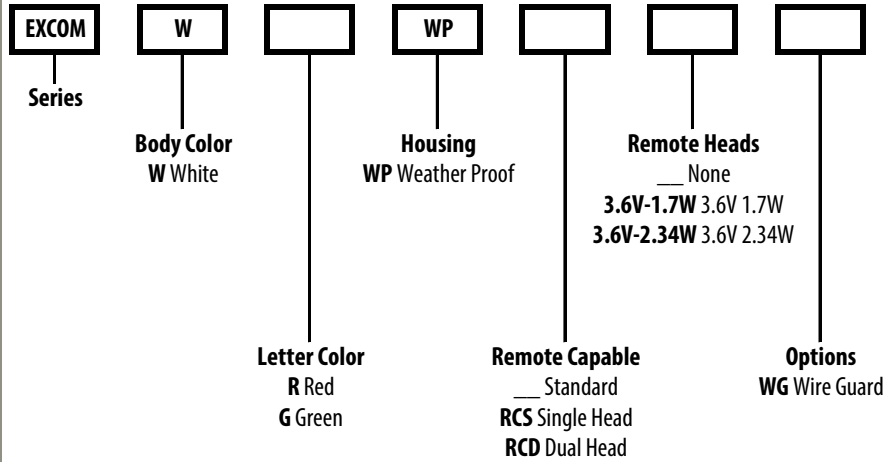 EXCOM W WP
Series
Body Color
W White
Housing
WP Weather Proof
Remote Heads
__ None
3.6V-1.7W 3.6V 1.7W
3.6V-2.34W 3.6V 2.34W
Letter Color
R Red
G Green
Remote Capable
__ Standard
RCS Single Head
RCD Dual Head
Options
WG Wire Guard